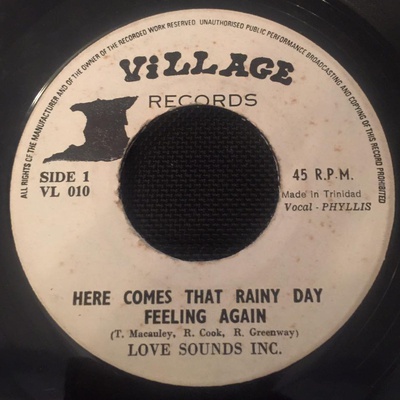 ALL RIGHTS OF THE MANUFACTURER AND OF THE OWNER OF THE RECORDED WORK RESERVED. UNAUTHORISED PUBLIC PERFORMANCE BROADCASTING AND COPYING OF THIS RECORD PROHIBITED
ViLLAGE
RECORDS
SIDE 1
VL 010
45 R.P.M.
Made in Trinidad
Vocal - PHYLLIS
HERE COMES THAT RAINY DAY
FEELING AGAIN
(T. Macauley, R. Cook, R. Greenway)
LOVE SOUNDS INC.